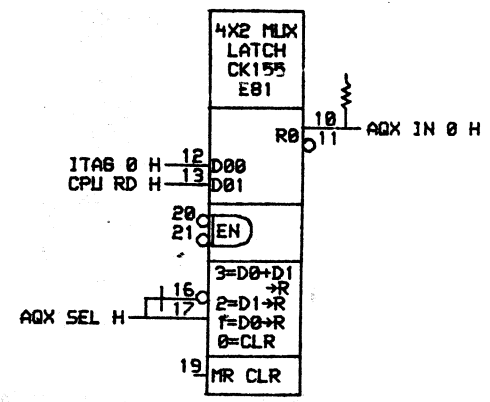 4X2 MUX
LATCH
CK155
E81
R0
10
11
AQX IN 0 H
ITAG 0 H
12
D00
CPU RD H
13
D01
20
21
EN
3=D0+D1
→R
16
2=D1→R
AQX SEL H
17
1=D0→R
0=CLR
19
MR CLR